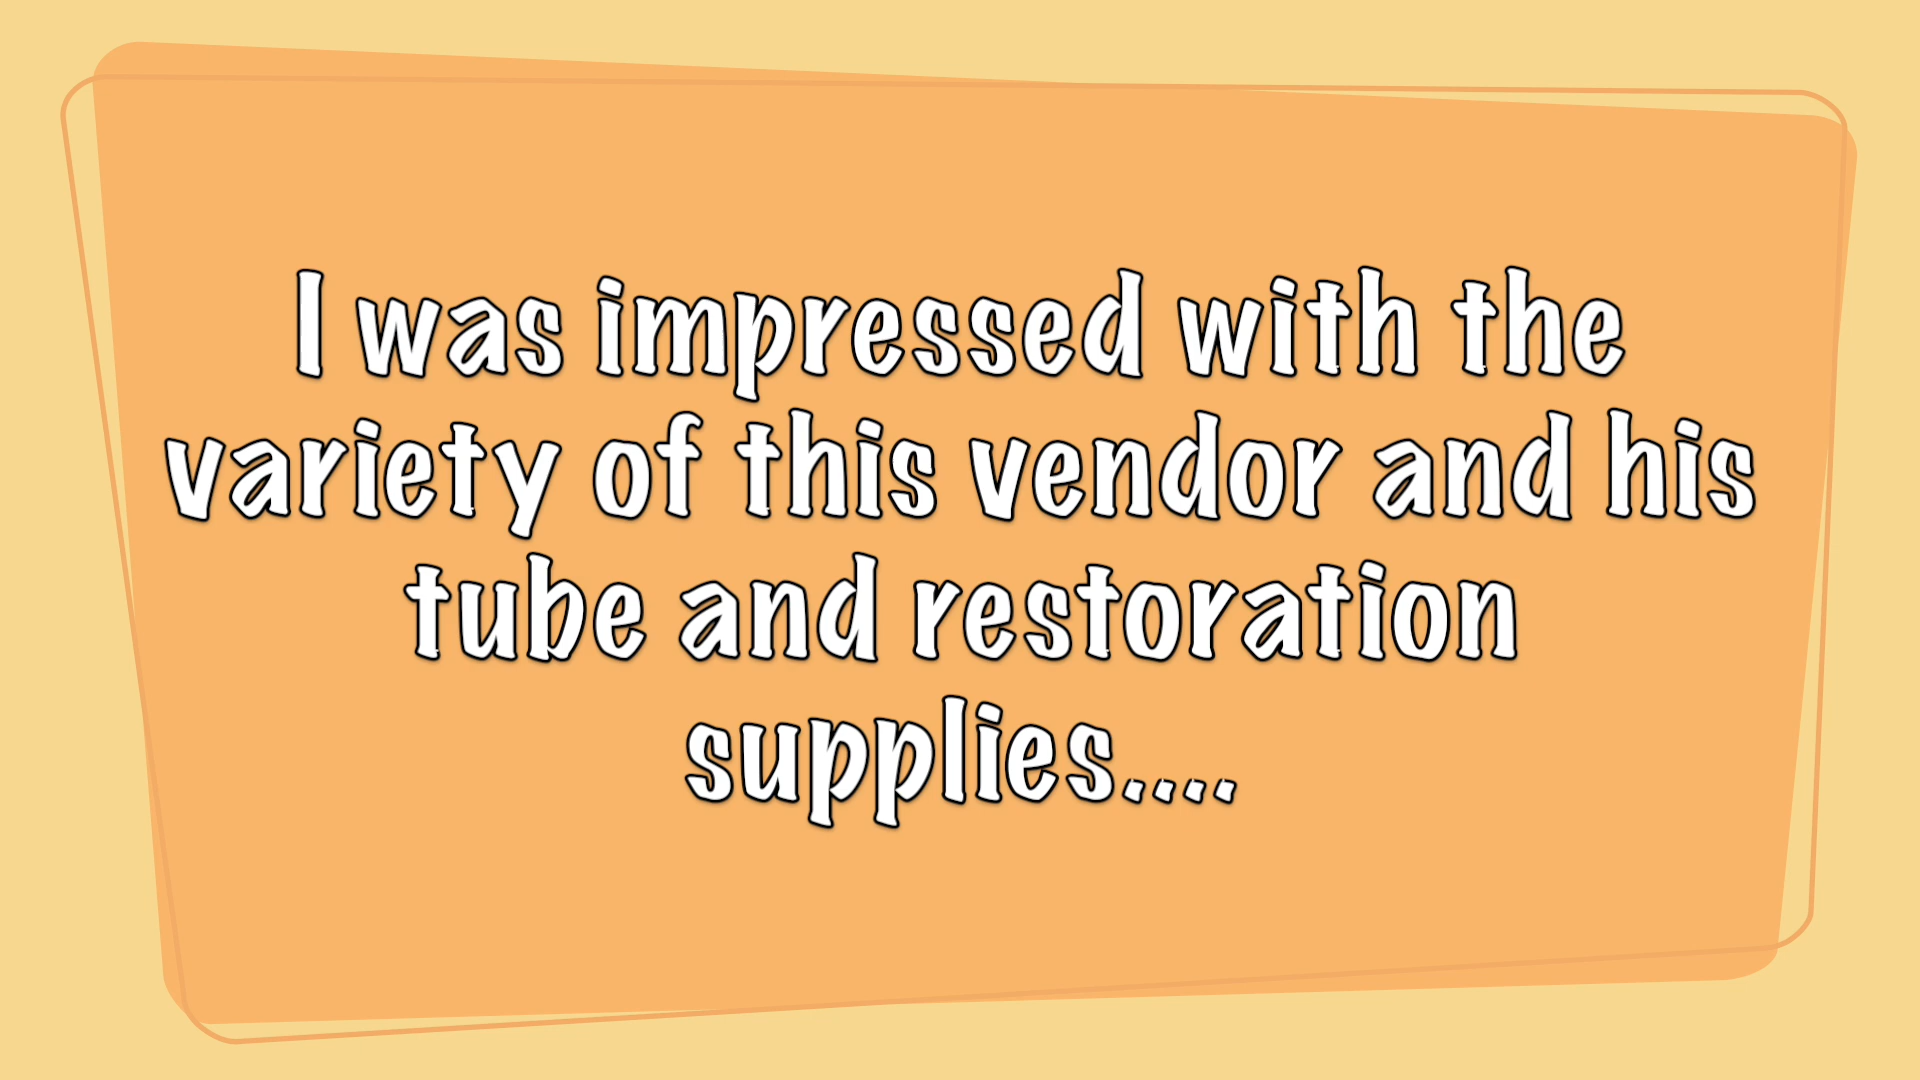 I was impressed with the
variety of this vendor and his
tube and restoration
supplies....